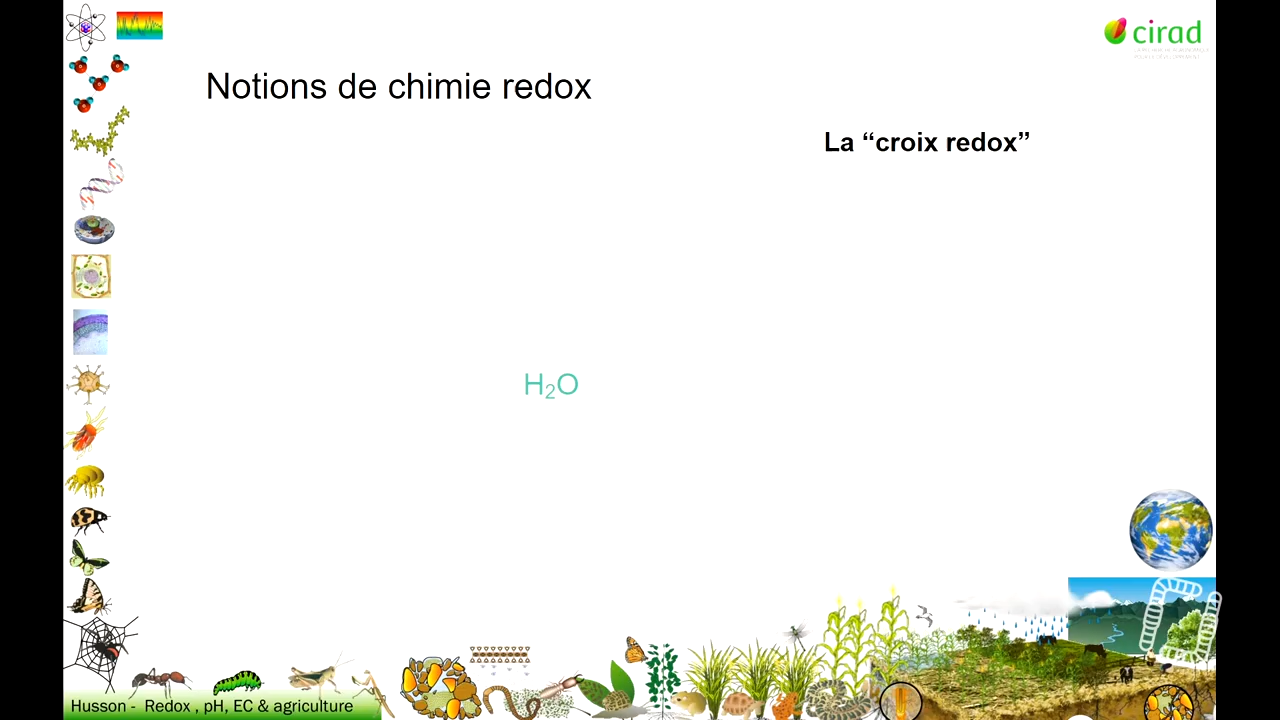 cirad
Notions de chimie redox
La “croix redox”
H₂O
Husson - Redox , pH, EC & agriculture